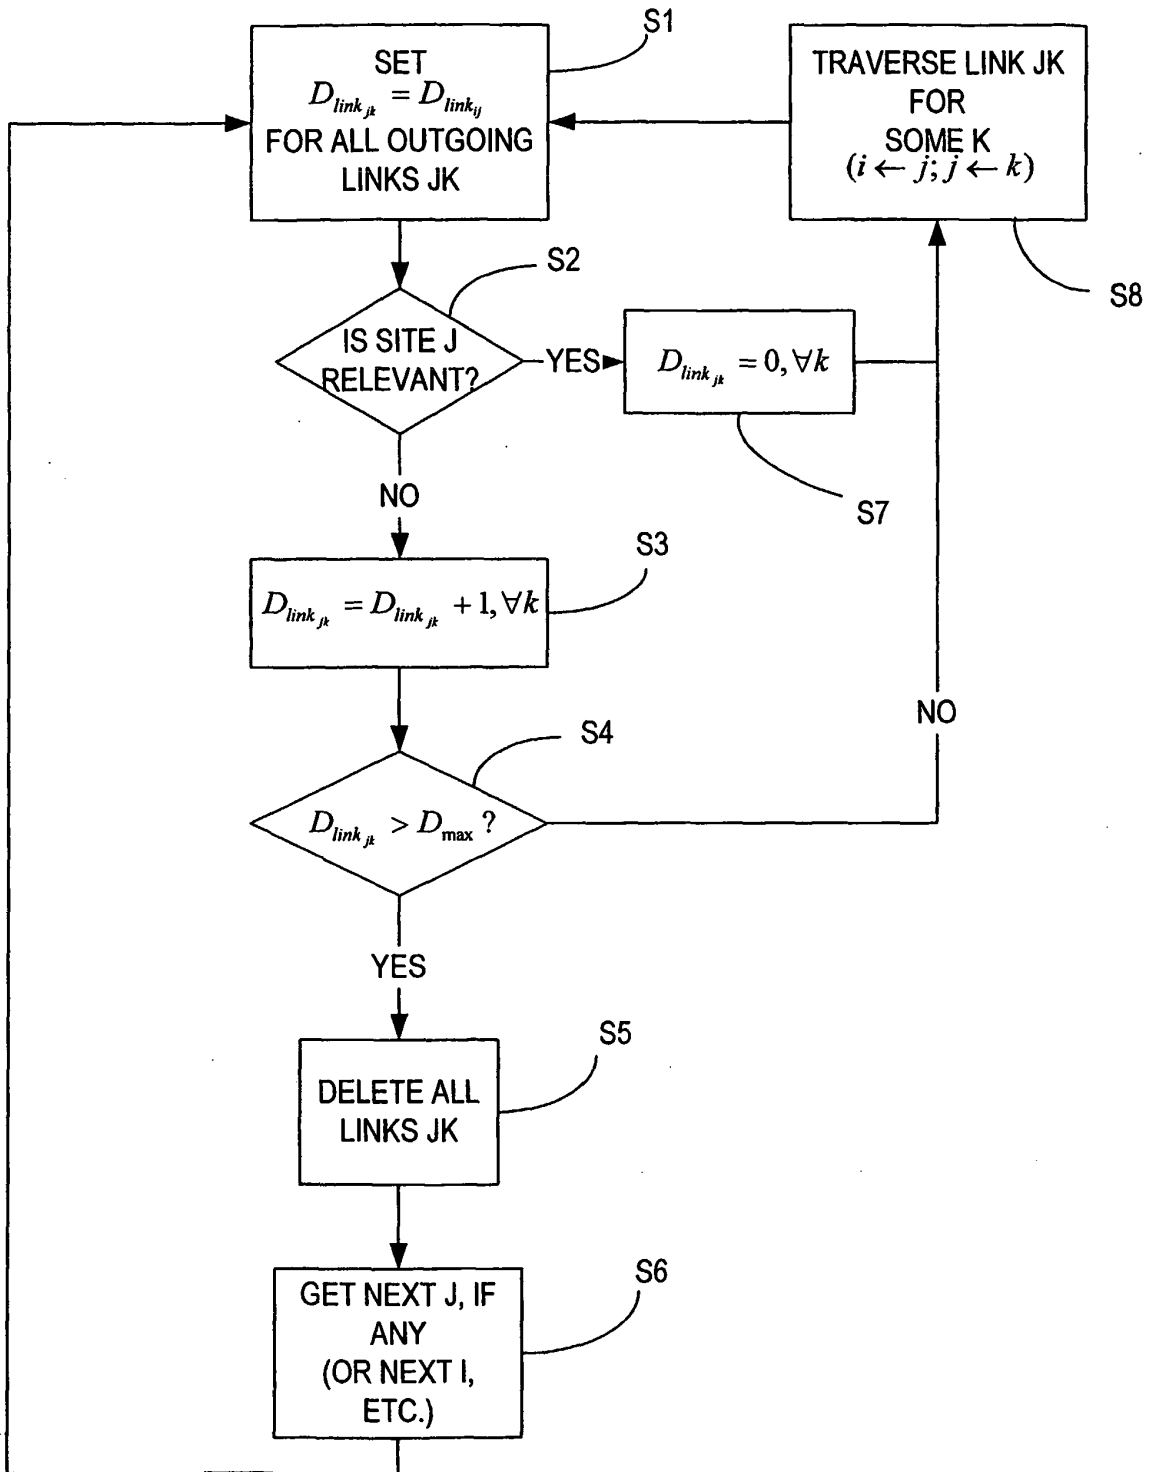 S1
SET
D_link_jk = D_link_ij
FOR ALL OUTGOING
LINKS JK
TRAVERSE LINK JK
FOR
SOME K
(i ← j; j ← k)
S8
S2
IS SITE J
RELEVANT?
YES
D_link_jk = 0, ∀k
S7
NO
S3
D_link_jk = D_link_jk + 1, ∀k
NO
S4
D_link_jk > D_max ?
YES
S5
DELETE ALL
LINKS JK
S6
GET NEXT J, IF
ANY
(OR NEXT I,
ETC.)